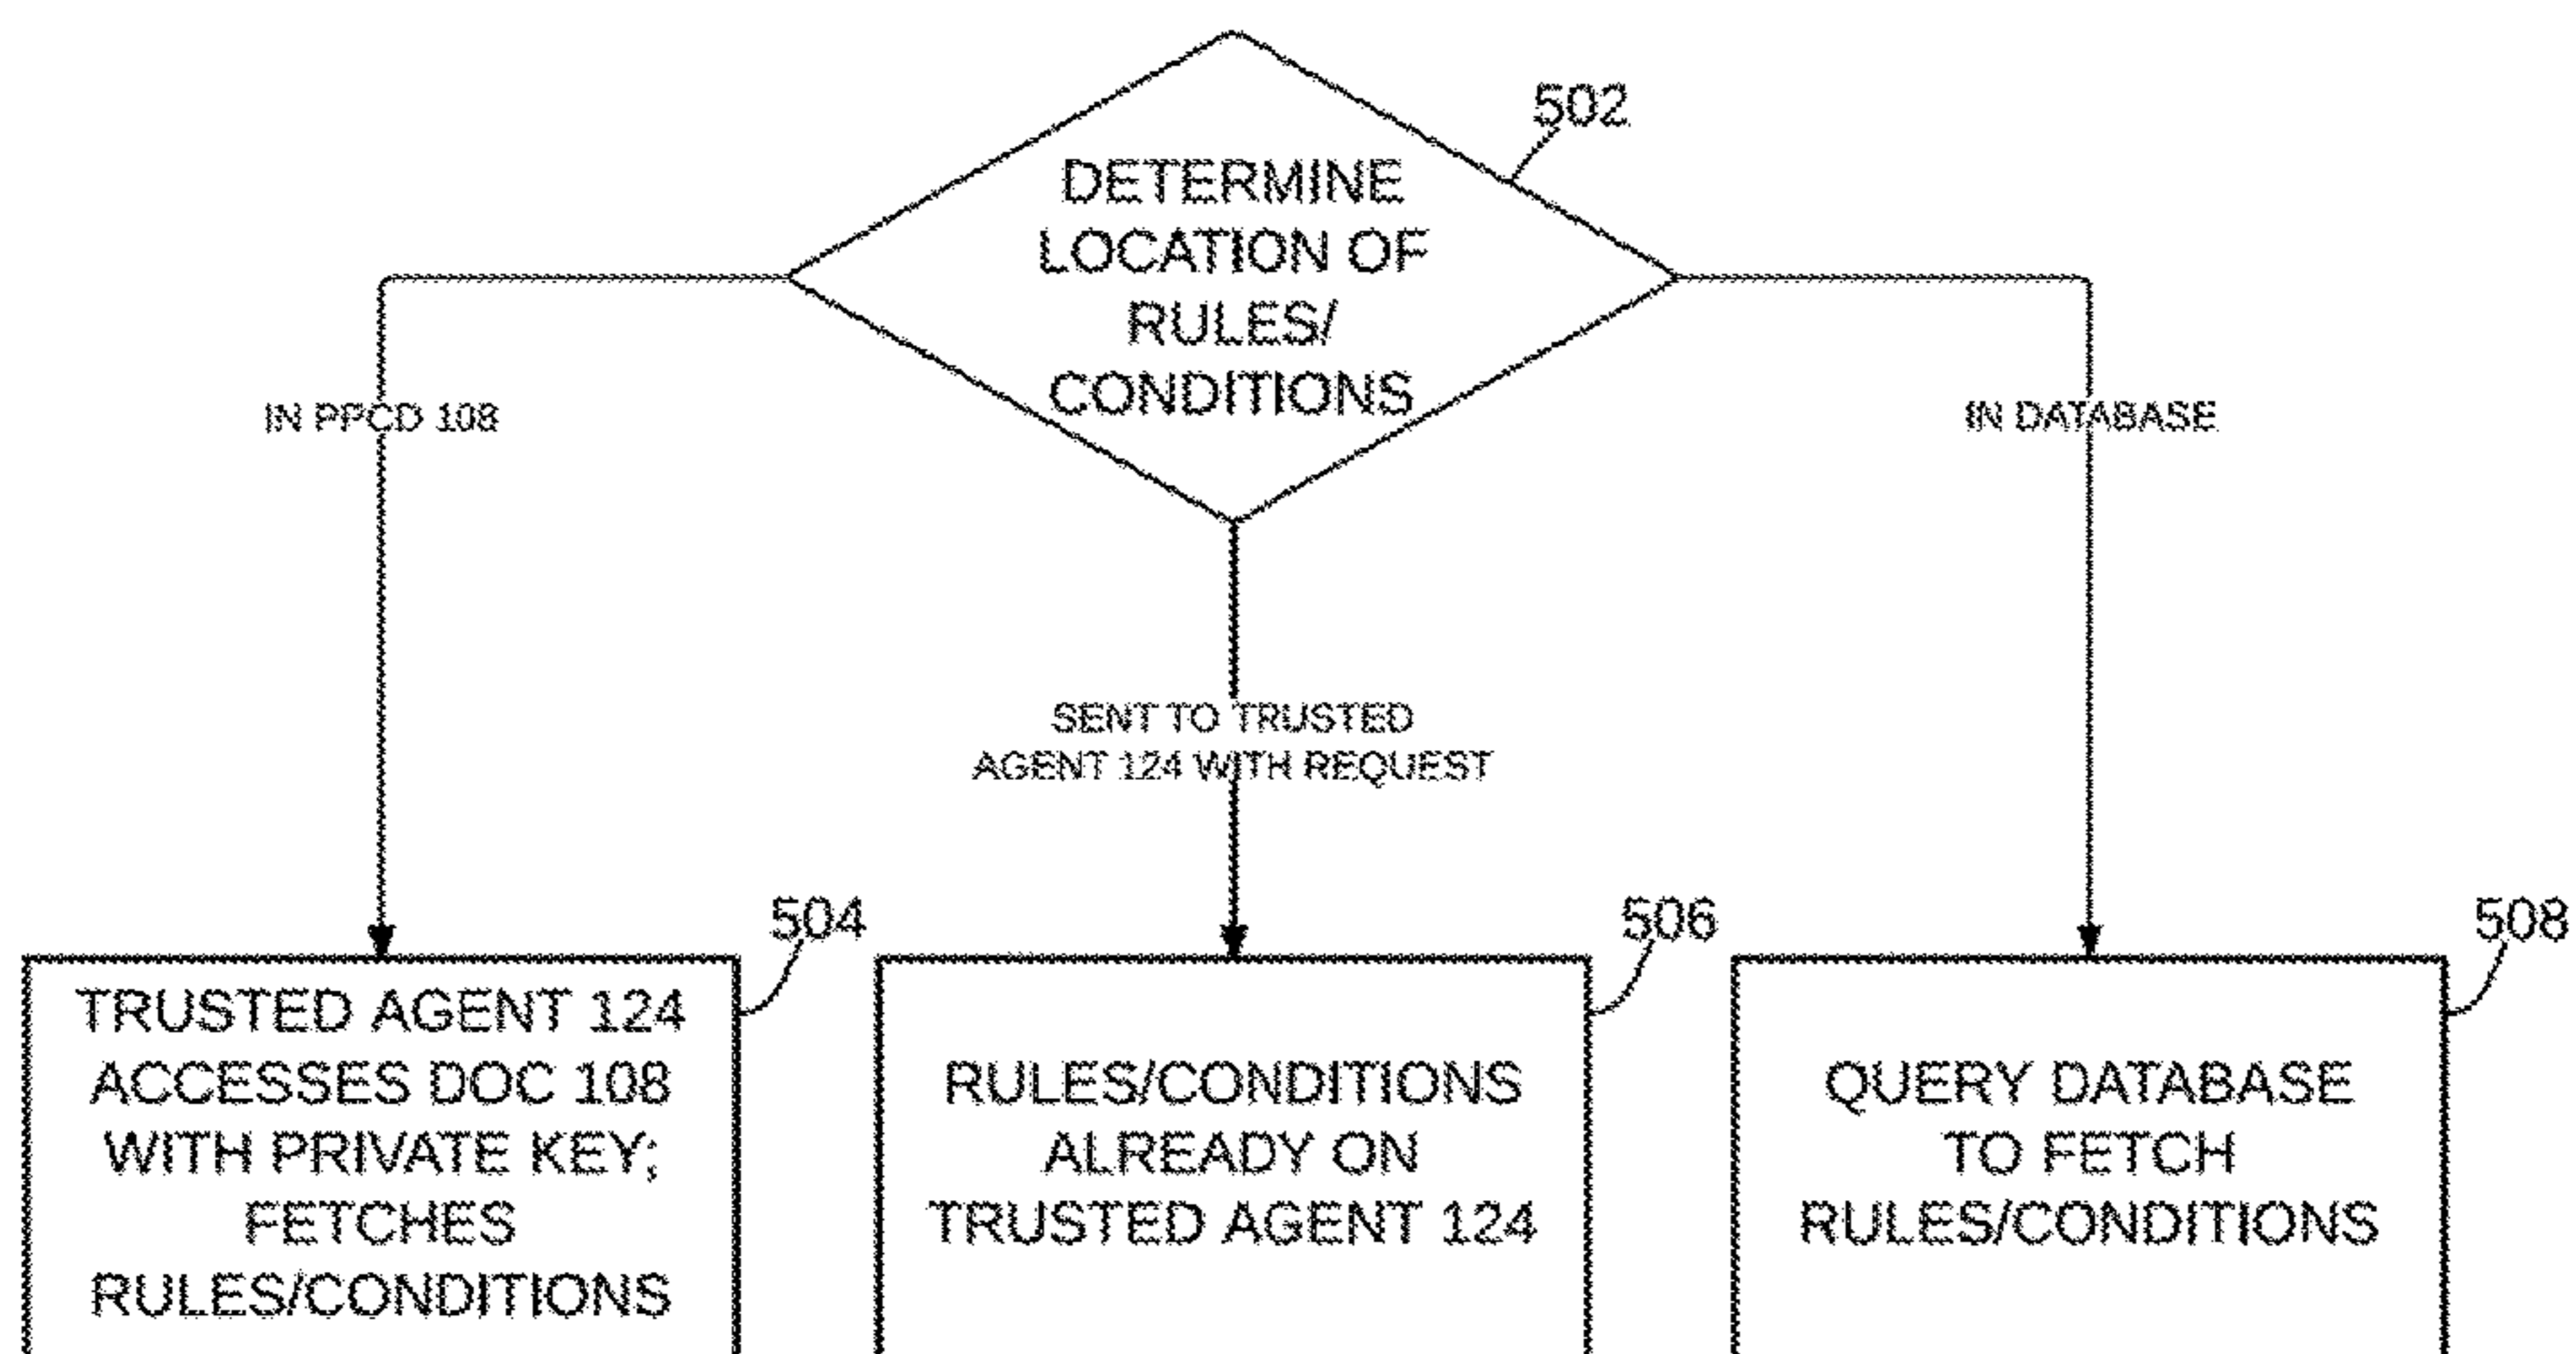 502
DETERMINE
LOCATION OF
RULES/
CONDITIONS
IN PPCD 108
IN DATABASE
SENT TO TRUSTED
AGENT 124 WITH REQUEST
504
506
508
TRUSTED AGENT 124
ACCESSES DOC 108
WITH PRIVATE KEY;
FETCHES
RULES/CONDITIONS
RULES/CONDITIONS
ALREADY ON
TRUSTED AGENT 124
QUERY DATABASE
TO FETCH
RULES/CONDITIONS